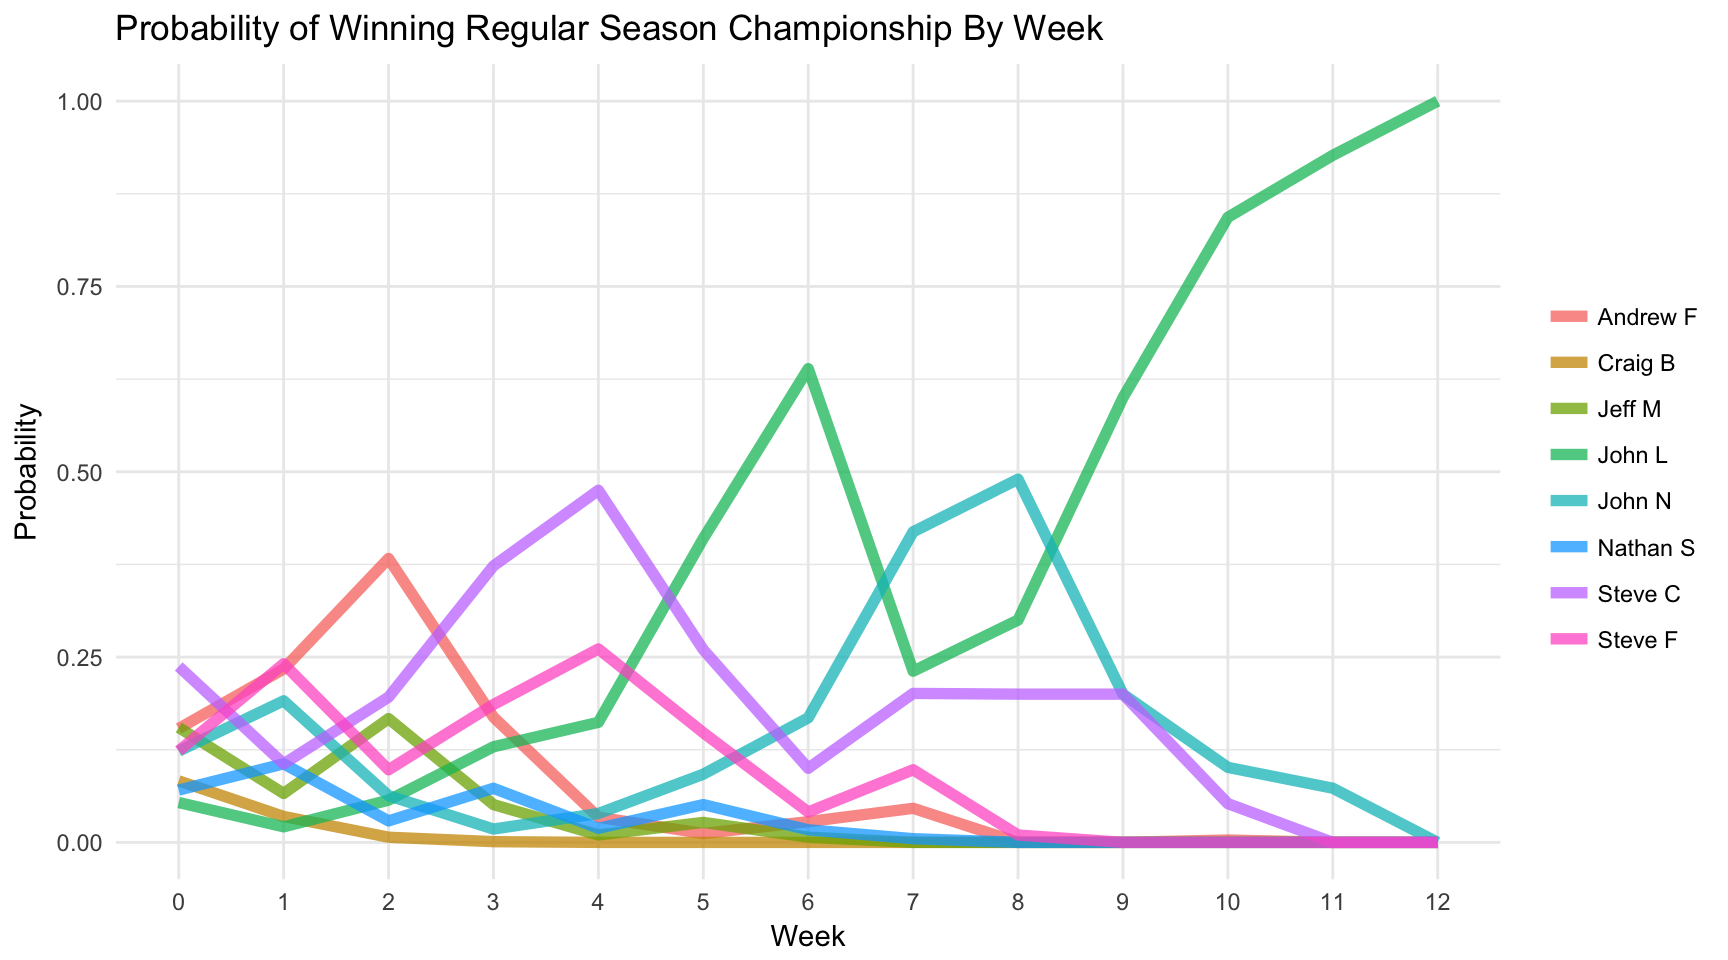 Probability of Winning Regular Season Championship By Week
Probability
1.00
0.75
0.50
0.25
0.00
0 1 2 3 4 5 6 7 8 9 10 11 12
Week
Andrew F
Craig B
Jeff M
John L
John N
Nathan S
Steve C
Steve F